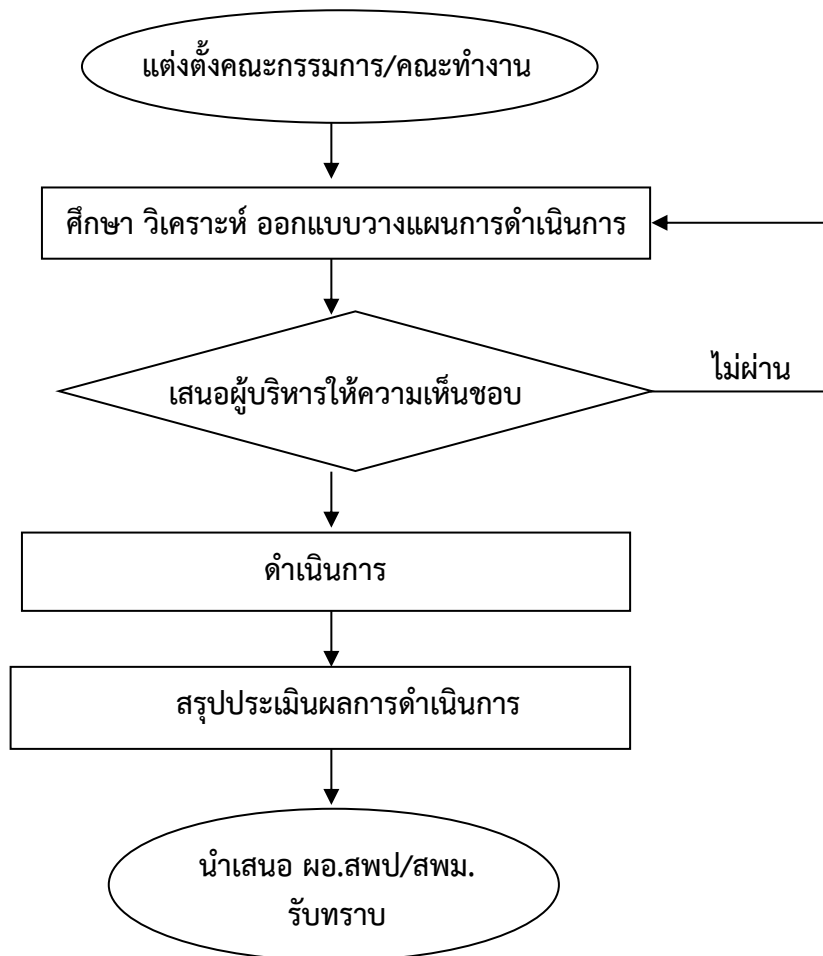 แต่งตั้งคณะกรรมการ/คณะทำงาน
ศึกษา วิเคราะห์ ออกแบบวางแผนการดำเนินการ
เสนอผู้บริหารให้ความเห็นชอบ
ไม่ผ่าน
ดำเนินการ
สรุปประเมินผลการดำเนินการ
นำเสนอ ผอ.สพป/สพม.
รับทราบ